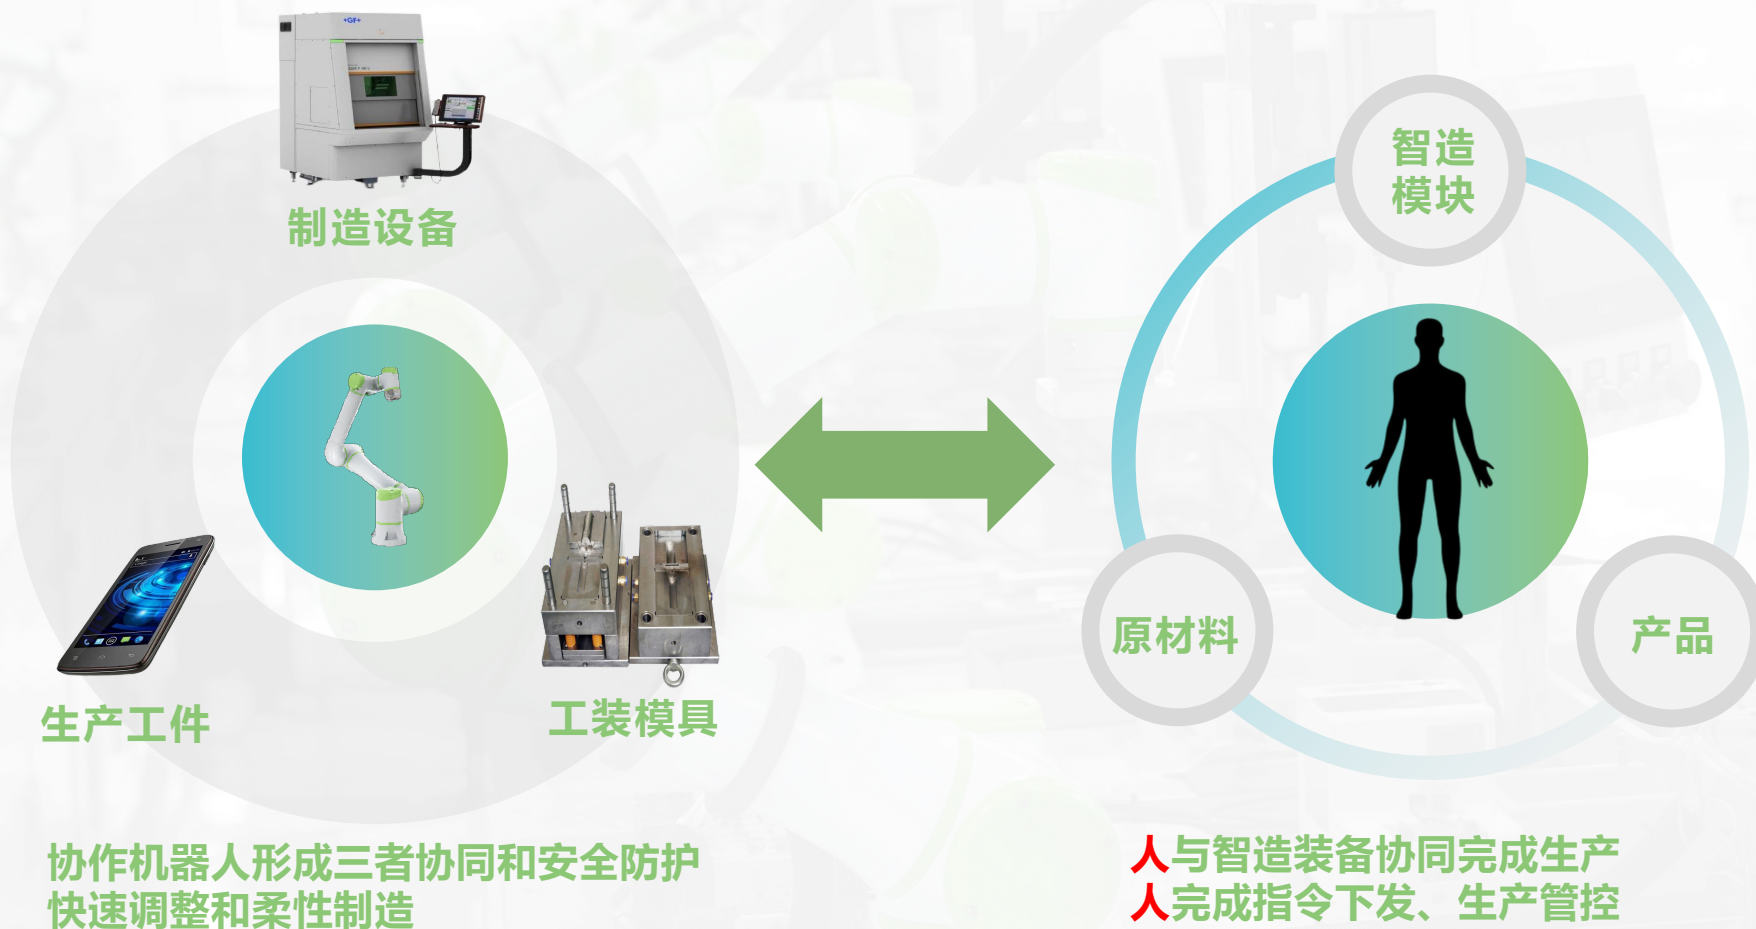 +GF+
制造设备
生产工件
工装模具
协作机器人形成三者协同和安全防护
快速调整和柔性制造
智造
模块
原材料
产品
人与智造装备协同完成生产
人完成指令下发、生产管控